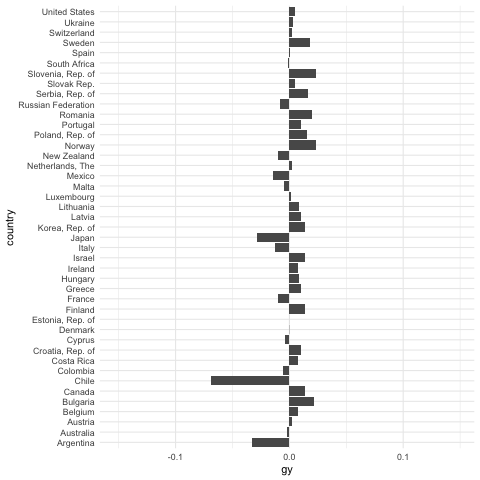 United States
Ukraine
Switzerland
Sweden
Spain
South Africa
Slovenia, Rep. of
Slovak Rep.
Serbia, Rep. of
Russian Federation
Romania
Portugal
Poland, Rep. of
Norway
New Zealand
Netherlands, The
Mexico
Malta
Luxembourg
Lithuania
Latvia
Korea, Rep. of
Japan
Italy
Israel
Ireland
Hungary
Greece
France
Finland
Estonia, Rep. of
Denmark
Cyprus
Croatia, Rep. of
Costa Rica
Colombia
Chile
Canada
Bulgaria
Belgium
Austria
Australia
Argentina
country
-0.1 0.0 0.1
gy